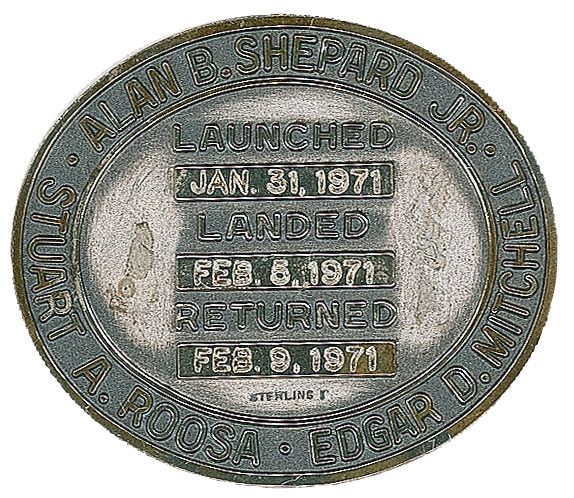 · ALAN B. SHEPARD JR. ·
STUART A. ROOSA · EDGAR D. MITCHELL
LAUNCHED
JAN. 31, 1971
LANDED
FEB. 5, 1971
RETURNED
FEB. 9, 1971
STERLING